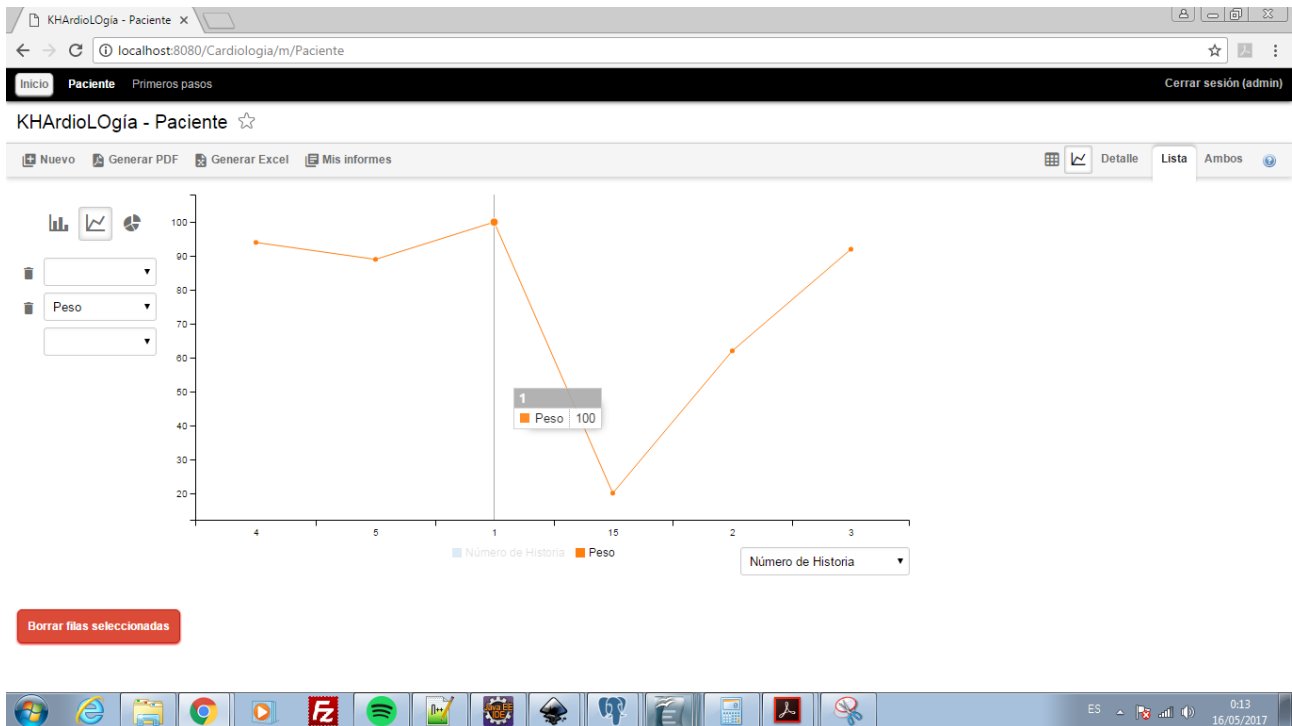 KHArdioLOgía - Paciente
localhost:8080/Cardiologia/m/Paciente
Inicio Paciente Primeros pasos Cerrar sesión (admin)
KHArdioLOgía - Paciente
Nuevo Generar PDF Generar Excel Mis informes Detalle Lista Ambos
100
90
Peso
80
70
60
50
1
Peso 100
40
30
20
4 5 1 15 2 3
Número de Historia Peso
Número de Historia
Borrar filas seleccionadas
ES 0:13
16/05/2017